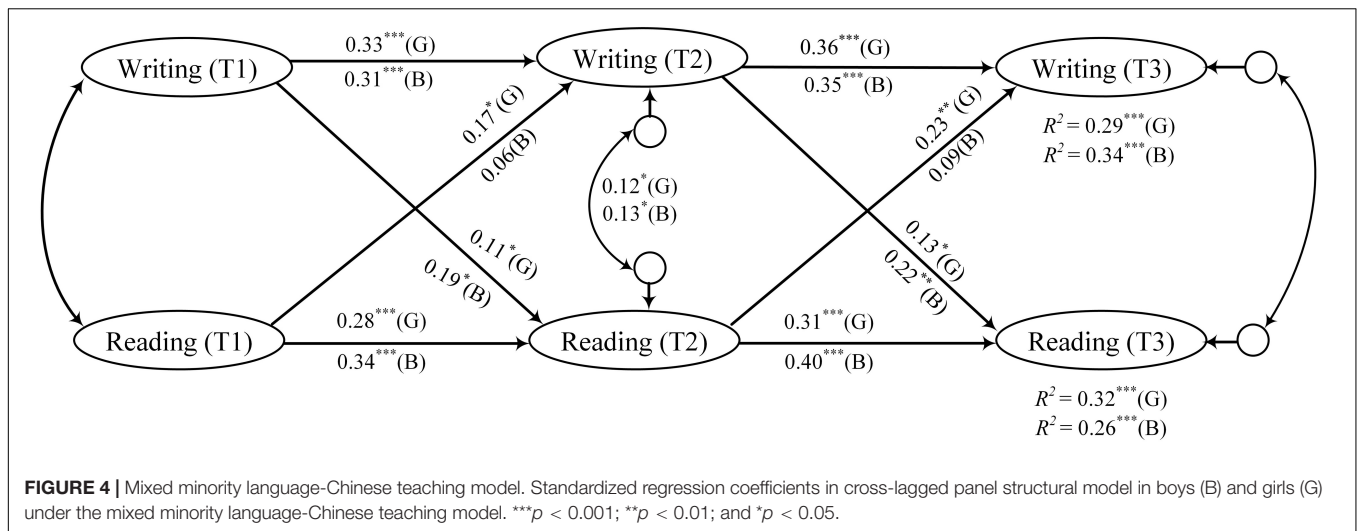 0.33***(G)
0.31***(B)
0.36***(G)
0.35***(B)
Writing (T1)
Writing (T2)
Writing (T3)
0.17*(G)
0.06(B)
0.23**(G)
0.09(B)
R² = 0.29***(G)
R² = 0.34***(B)
0.12*(G)
0.13*(B)
0.11*(G)
0.19*(B)
0.13*(G)
0.22**(B)
0.28***(G)
0.34***(B)
0.31***(G)
0.40***(B)
Reading (T1)
Reading (T2)
Reading (T3)
R² = 0.32***(G)
R² = 0.26***(B)
FIGURE 4 | Mixed minority language-Chinese teaching model. Standardized regression coefficients in cross-lagged panel structural model in boys (B) and girls (G)
under the mixed minority language-Chinese teaching model. ***p < 0.001; **p < 0.01; and *p < 0.05.